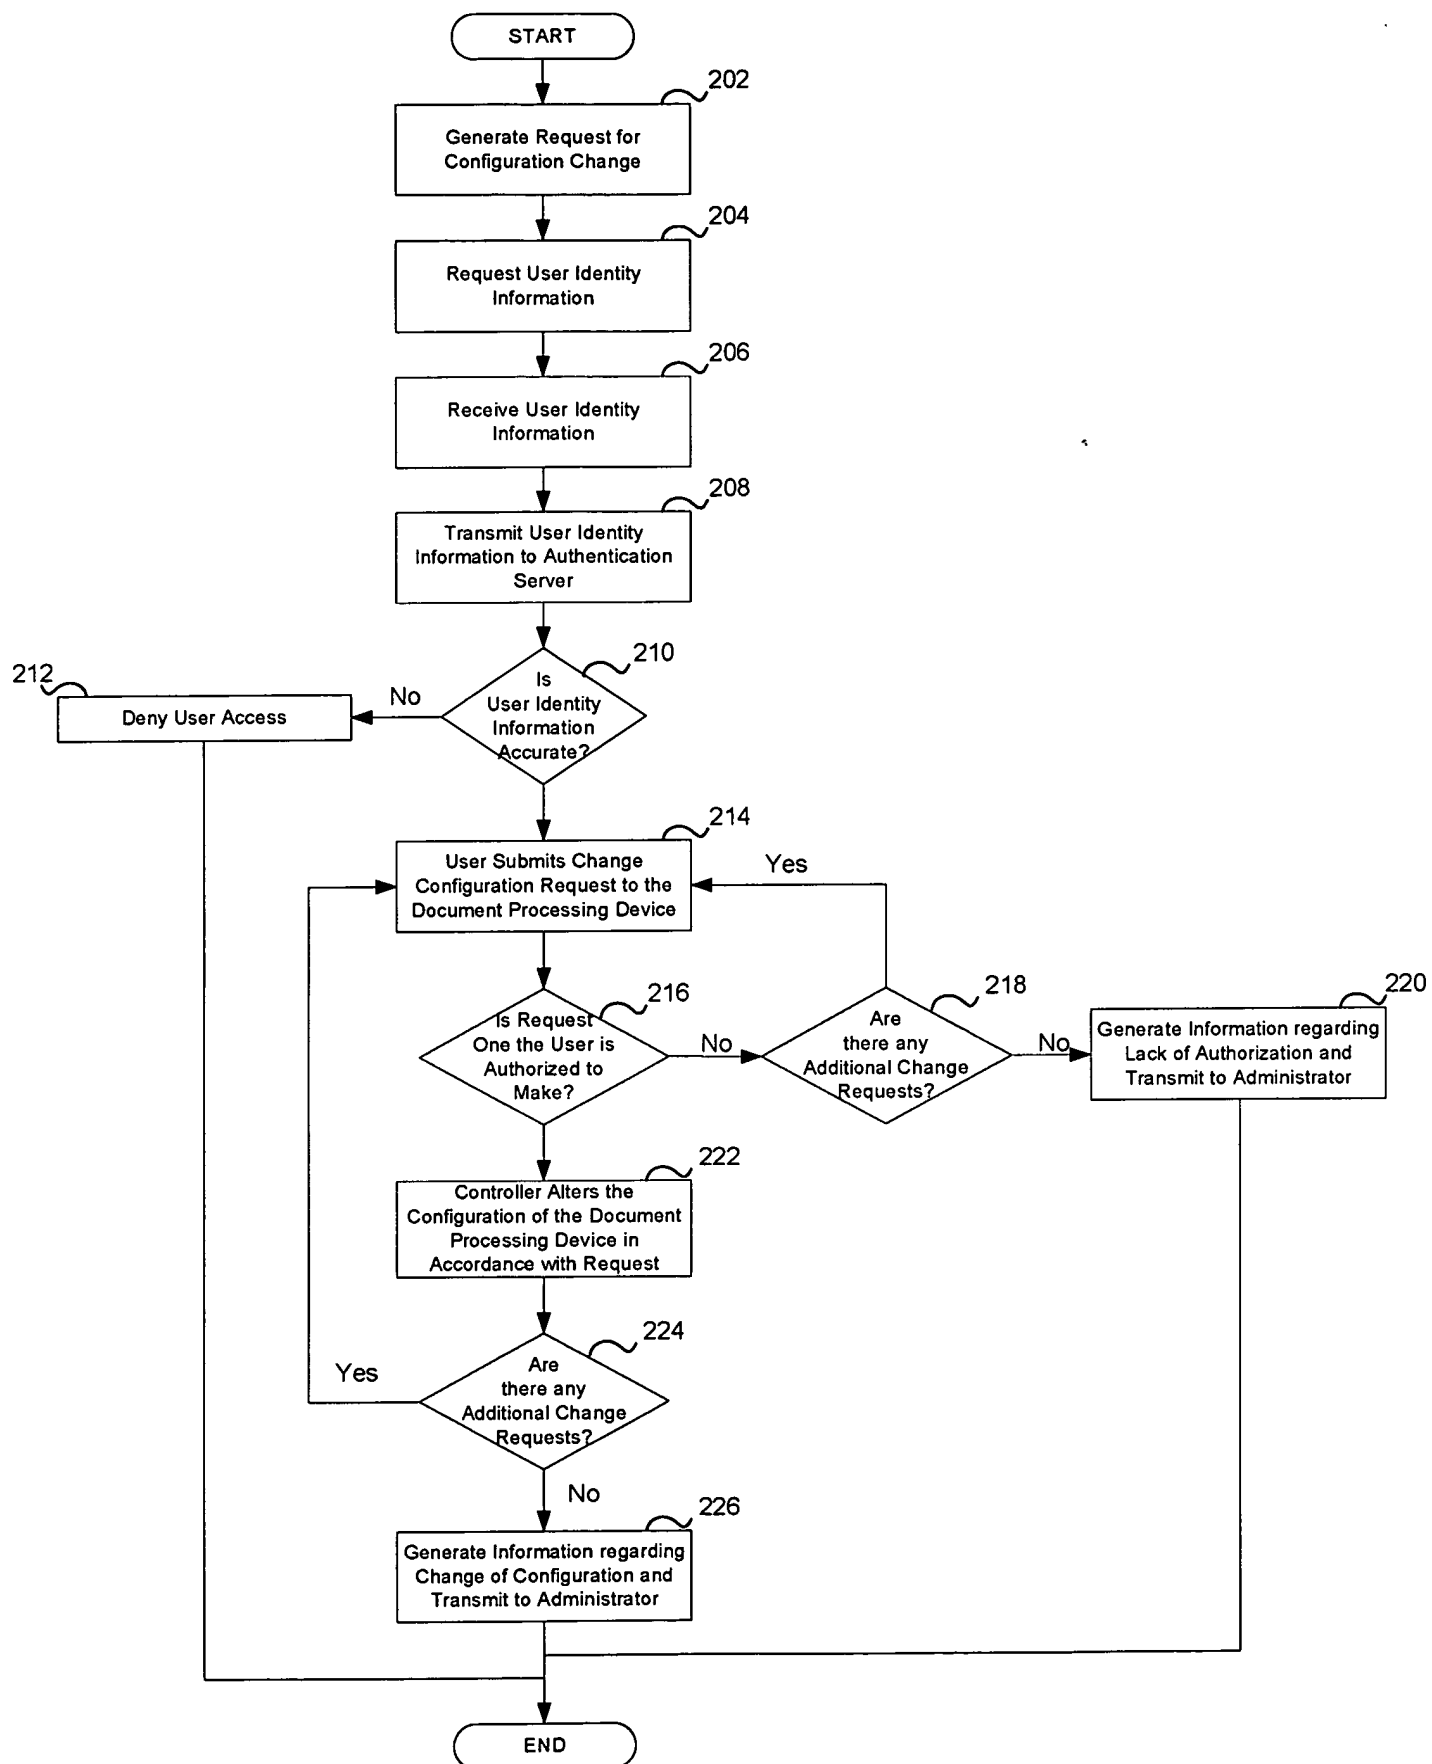 START
202
Generate Request for
Configuration Change
204
Request User Identity
Information
206
Receive User Identity
Information
208
Transmit User Identity
Information to Authentication
Server
210
Is
User Identity
Information
Accurate?
No
212
Deny User Access
214
User Submits Change
Configuration Request to the
Document Processing Device
Yes
216
Is Request
One the User is
Authorized to
Make?
No
218
Are
there any
Additional Change
Requests?
No
220
Generate Information regarding
Lack of Authorization and
Transmit to Administrator
222
Controller Alters the
Configuration of the Document
Processing Device in
Accordance with Request
224
Are
there any
Additional Change
Requests?
Yes
No
226
Generate Information regarding
Change of Configuration and
Transmit to Administrator
END